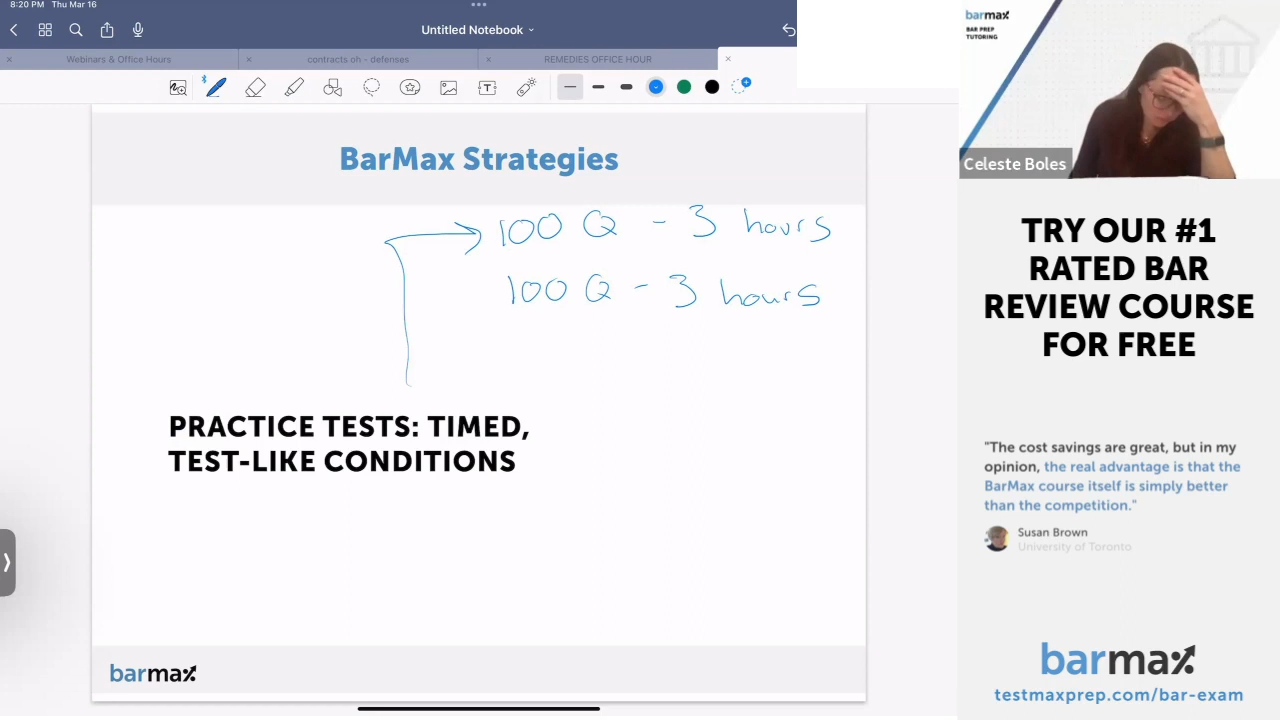 8:20 PM Thu Mar 16
Untitled Notebook
Webinars & Office Hours
contracts oh - defenses
REMEDIES OFFICE HOUR
BarMax Strategies
100 Q - 3 hours
100 Q - 3 hours
PRACTICE TESTS: TIMED,
TEST-LIKE CONDITIONS
barmax
barmax
BAR PREP
TUTORING
Celeste Boles
TRY OUR #1
RATED BAR
REVIEW COURSE
FOR FREE
"The cost savings are great, but in my
opinion, the real advantage is that the
BarMax course itself is simply better
than the competition."
Susan Brown
University of Toronto
barmax
testmaxprep.com/bar-exam